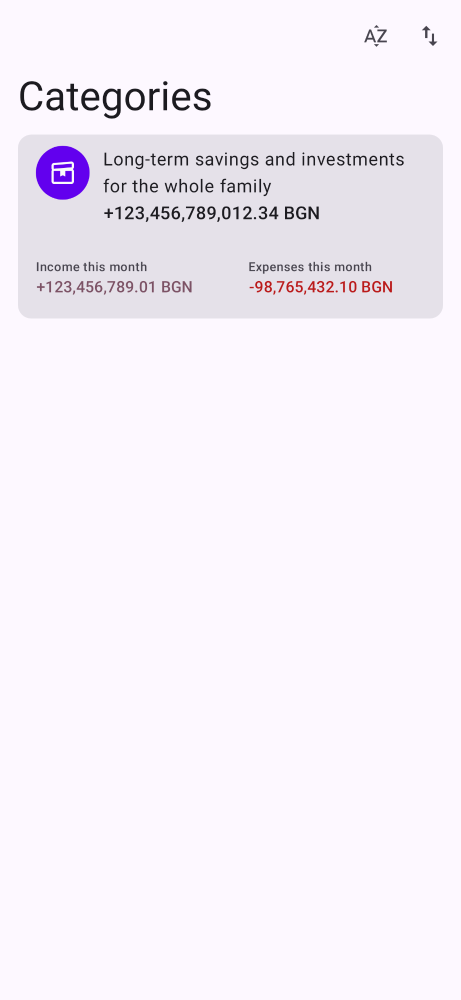 AZ
Categories
Long-term savings and investments
for the whole family
+123,456,789,012.34 BGN
Income this month
Expenses this month
+123,456,789.01 BGN
-98,765,432.10 BGN